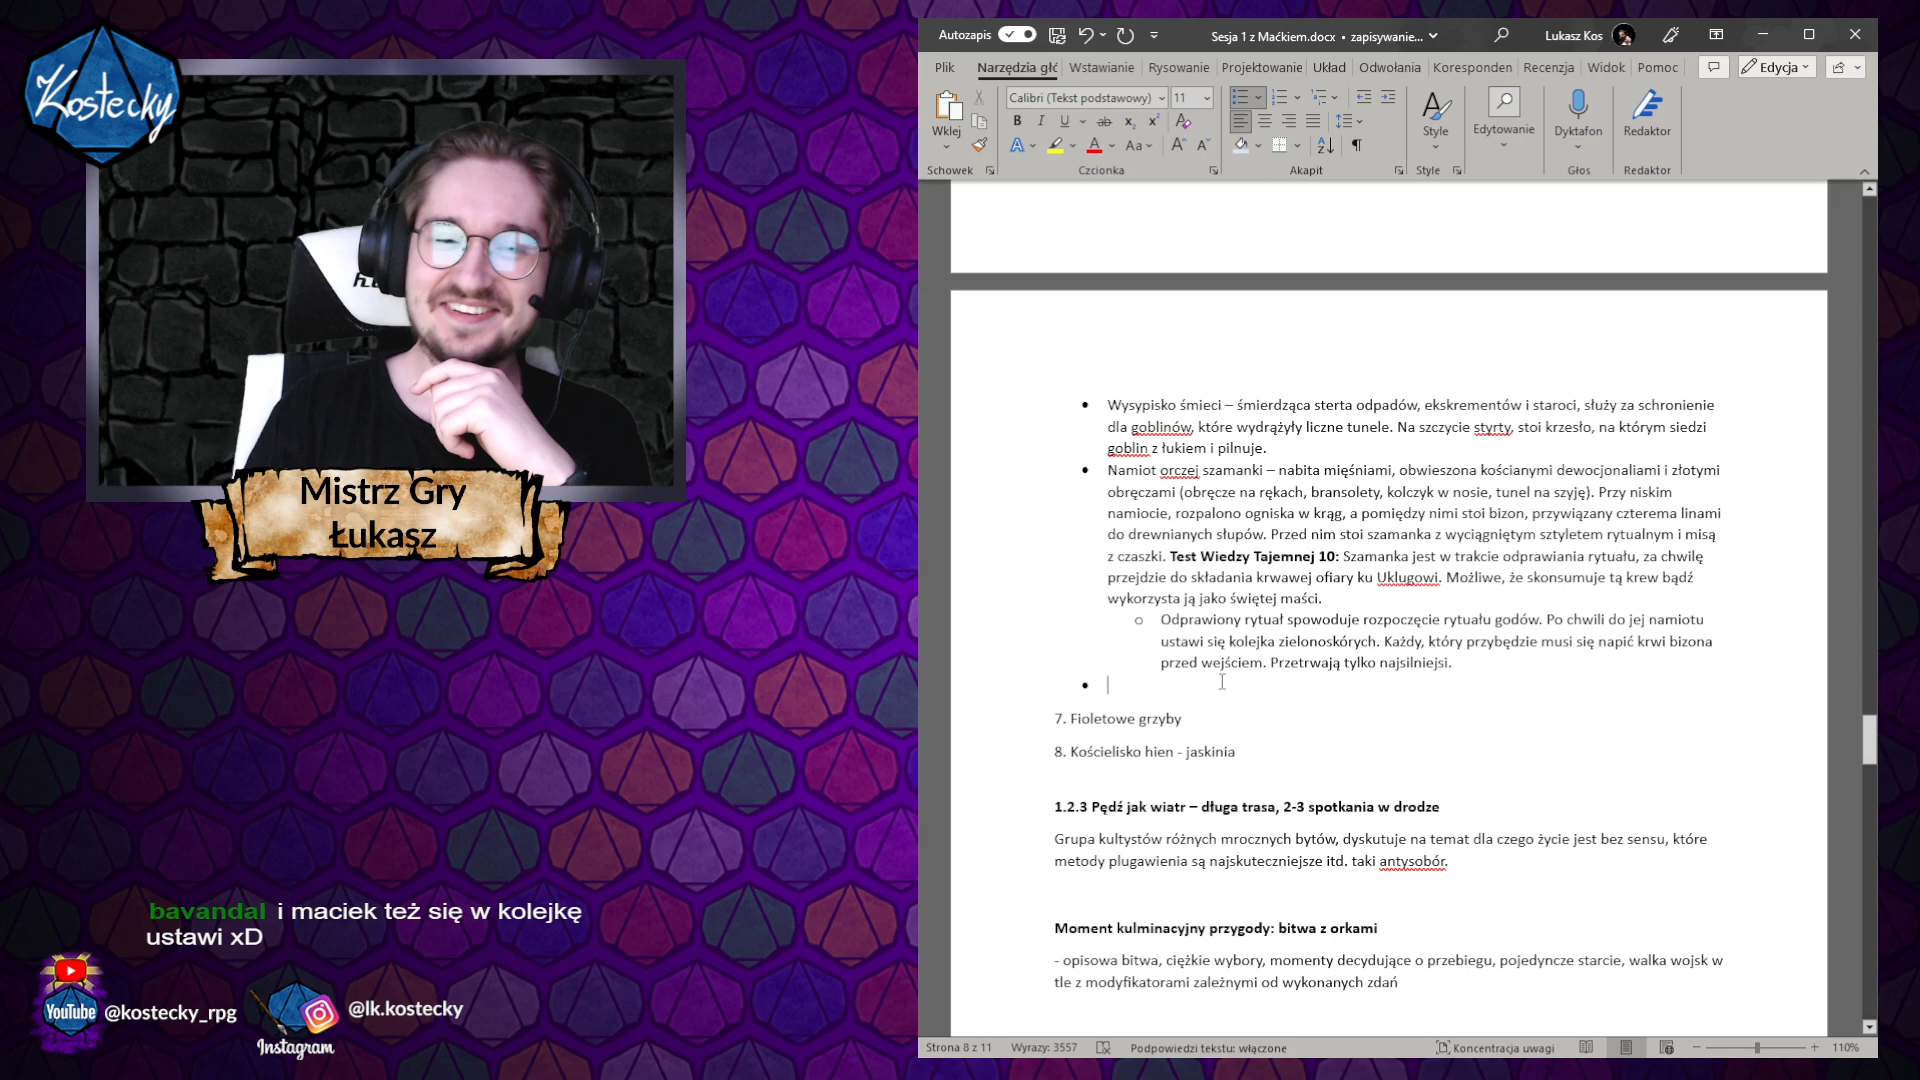 Kostecky
Mistrz Gry
Łukasz
bavandal i maciek też się w kolejkę
ustawi xD
YouTube @kostecky_rpg
Instagram @lk.kostecky
Autozapis
Sesja 1 z Maćkiem.docx • zapisywanie...
Lukasz Kos
Plik Narzędzia głó Wstawianie Rysowanie Projektowanie Układ Odwołania Koresponden Recenzja Widok Pomoc Edycja
Wklej
Calibri (Tekst podstawowy) 11
Style Edytowanie Dyktafon Redaktor
Schowek Czcionka Akapit Style Głos Redaktor
• Wysypisko śmieci – śmierdząca sterta odpadów, ekskrementów i staroci, służy za schronienie
dla goblinów, które wydrążyły liczne tunele. Na szczycie styrty, stoi krzesło, na którym siedzi
goblin z łukiem i pilnuje.
• Namiot orczej szamanki – nabita mięśniami, obwieszona kościanymi dewocjonaliami i złotymi
obręczami (obręcze na rękach, bransolety, kolczyk w nosie, tunel na szyję). Przy niskim
namiocie, rozpalono ogniska w krąg, a pomiędzy nimi stoi bizon, przywiązany czterema linami
do drewnianych słupów. Przed nim stoi szamanka z wyciągniętym sztyletem rytualnym i misą
z czaszki. Test Wiedzy Tajemnej 10: Szamanka jest w trakcie odprawiania rytuału, za chwilę
przejdzie do składania krwawej ofiary ku Uklugowi. Możliwe, że skonsumuje tą krew bądź
wykorzysta ją jako świętej maści.
o Odprawiony rytuał spowoduje rozpoczęcie rytuału godów. Po chwili do jej namiotu
ustawi się kolejka zielonoskórych. Każdy, który przybędzie musi się napić krwi bizona
przed wejściem. Przetrwają tylko najsilniejsi.
•
7. Fioletowe grzyby
8. Kościelisko hien - jaskinia
1.2.3 Pędź jak wiatr – długa trasa, 2-3 spotkania w drodze
Grupa kultystów różnych mrocznych bytów, dyskutuje na temat dla czego życie jest bez sensu, które
metody plugawienia są najskuteczniejsze itd. taki antysobór.
Moment kulminacyjny przygody: bitwa z orkami
- opisowa bitwa, ciężkie wybory, momenty decydujące o przebiegu, pojedyncze starcie, walka wojsk w
tle z modyfikatorami zależnymi od wykonanych zdań
Strona 8 z 11 Wyrazy: 3557 Podpowiedzi tekstu: włączone Koncentracja uwagi 110%